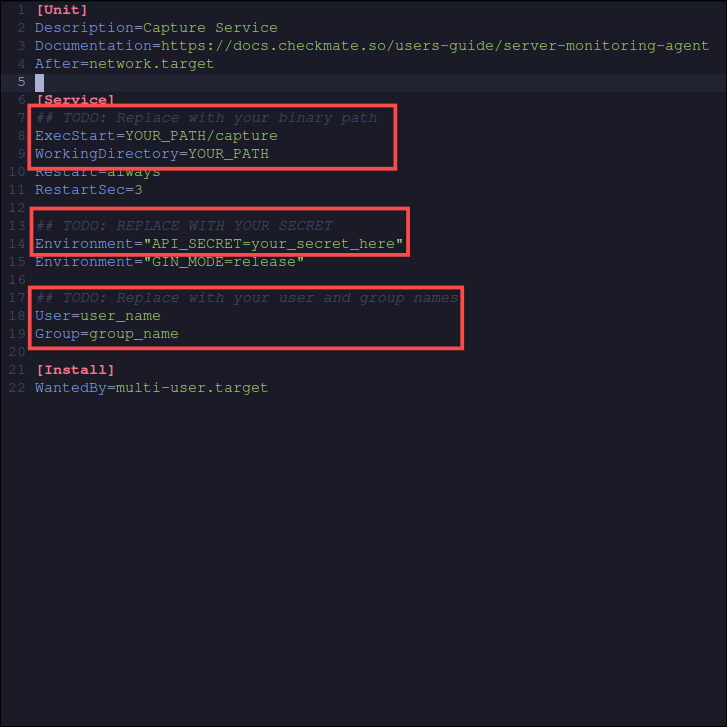 1 [Unit]
2 Description=Capture Service
3 Documentation=https://docs.checkmate.so/users-guide/server-monitoring-agent
4 After=network.target
5
6 [Service]
7 ## TODO: Replace with your binary path
8 ExecStart=YOUR_PATH/capture
9 WorkingDirectory=YOUR_PATH
10 Restart=always
11 RestartSec=3
12
13 ## TODO: REPLACE WITH YOUR SECRET
14 Environment="API_SECRET=your_secret_here"
15 Environment="GIN_MODE=release"
16
17 ## TODO: Replace with your user and group names
18 User=user_name
19 Group=group_name
20
21 [Install]
22 WantedBy=multi-user.target